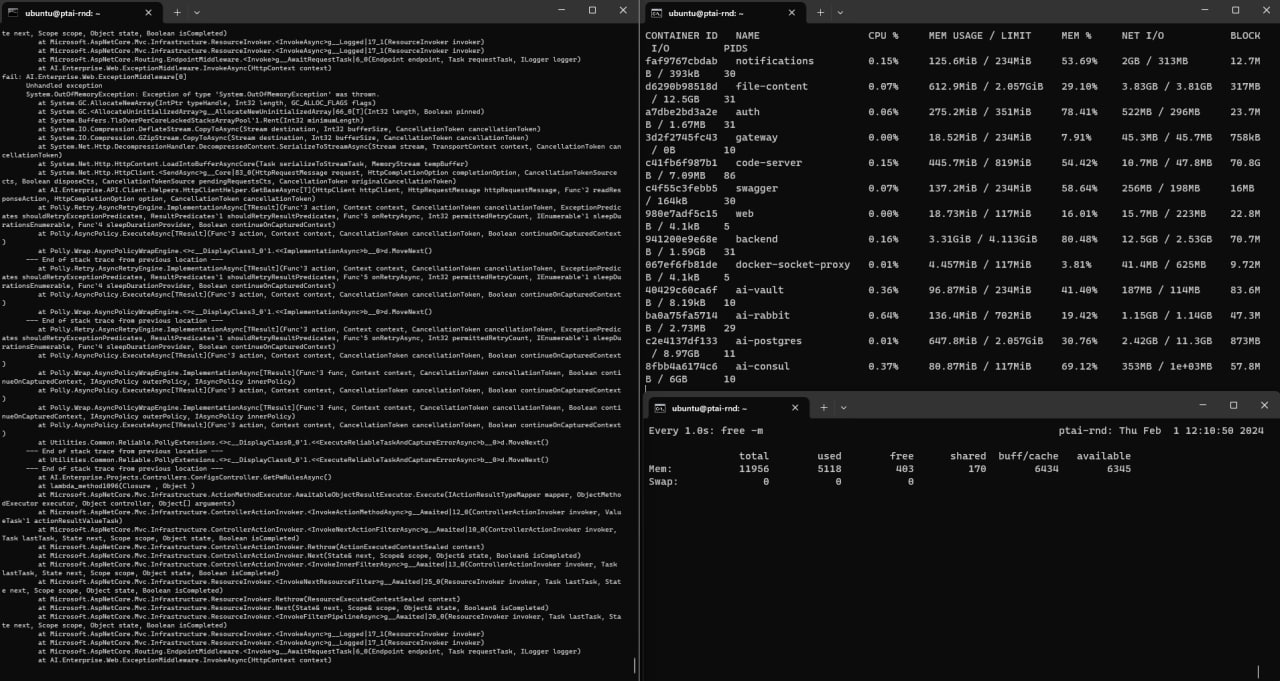 ubuntu@ptai-rnd: ~
te next, Scope scope, Object state, Boolean isCompleted)
at Microsoft.AspNetCore.Mvc.Infrastructure.ResourceInvoker.<InvokeAsync>g__Logged|17_1(ResourceInvoker invoker)
at Microsoft.AspNetCore.Mvc.Infrastructure.ResourceInvoker.<InvokeAsync>g__Logged|17_1(ResourceInvoker invoker)
at Microsoft.AspNetCore.Routing.EndpointMiddleware.<Invoke>g__AwaitRequestTask|6_0(Endpoint endpoint, Task requestTask, ILogger logger)
at AI.Enterprise.Web.ExceptionMiddleware.InvokeAsync(HttpContext context)
fail: AI.Enterprise.Web.ExceptionMiddleware[0]
Unhandled exception
System.OutOfMemoryException: Exception of type 'System.OutOfMemoryException' was thrown.
at System.GC.AllocateNewArray(IntPtr typeHandle, Int32 length, GC_ALLOC_FLAGS flags)
at System.GC.<AllocateUninitializedArray>g__AllocateNewUninitializedArray|66_0[T](Int32 length, Boolean pinned)
at System.Buffers.TlsOverPerCoreLockedStacksArrayPool`1.Rent(Int32 minimumLength)
at System.IO.Compression.DeflateStream.CopyToAsync(Stream destination, Int32 bufferSize, CancellationToken cancellationToken)
at System.IO.Compression.GZipStream.CopyToAsync(Stream destination, Int32 bufferSize, CancellationToken cancellationToken)
at System.Net.Http.DecompressionHandler.DecompressedContent.SerializeToStreamAsync(Stream stream, TransportContext context, CancellationToken can
cellationToken)
at System.Net.Http.HttpContent.LoadIntoBufferAsyncCore(Task serializeToStreamTask, MemoryStream tempBuffer)
at System.Net.Http.HttpClient.<SendAsync>g__Core|83_0(HttpRequestMessage request, HttpCompletionOption completionOption, CancellationTokenSource
cts, Boolean disposeCts, CancellationTokenSource pendingRequestsCts, CancellationToken originalCancellationToken)
at AI.Enterprise.API.Client.Helpers.HttpClientHelper.GetBaseAsync[T](HttpClient httpClient, HttpRequestMessage httpRequestMessage, Func`2 readRes
ponseAction, HttpCompletionOption option, CancellationToken cancellationToken)
at Polly.Retry.AsyncRetryEngine.ImplementationAsync[TResult](Func`3 action, Context context, CancellationToken cancellationToken, ExceptionPredic
ates shouldRetryExceptionPredicates, ResultPredicates`1 shouldRetryResultPredicates, Func`5 onRetryAsync, Int32 permittedRetryCount, IEnumerable`1 sleepDu
rationsEnumerable, Func`4 sleepDurationProvider, Boolean continueOnCapturedContext)
at Polly.AsyncPolicy.ExecuteAsync[TResult](Func`3 action, Context context, CancellationToken cancellationToken, Boolean continueOnCapturedContext
)
at Polly.Wrap.AsyncPolicyWrapEngine.<>c__DisplayClass3_0`1.<<ImplementationAsync>b__0>d.MoveNext()
--- End of stack trace from previous location ---
at Polly.Retry.AsyncRetryEngine.ImplementationAsync[TResult](Func`3 action, Context context, CancellationToken cancellationToken, ExceptionPredic
ates shouldRetryExceptionPredicates, ResultPredicates`1 shouldRetryResultPredicates, Func`5 onRetryAsync, Int32 permittedRetryCount, IEnumerable`1 sleepDu
rationsEnumerable, Func`4 sleepDurationProvider, Boolean continueOnCapturedContext)
at Polly.AsyncPolicy.ExecuteAsync[TResult](Func`3 action, Context context, CancellationToken cancellationToken, Boolean continueOnCapturedContext
)
at Polly.Wrap.AsyncPolicyWrapEngine.<>c__DisplayClass3_0`1.<<ImplementationAsync>b__0>d.MoveNext()
--- End of stack trace from previous location ---
at Polly.Retry.AsyncRetryEngine.ImplementationAsync[TResult](Func`3 action, Context context, CancellationToken cancellationToken, ExceptionPredic
ates shouldRetryExceptionPredicates, ResultPredicates`1 shouldRetryResultPredicates, Func`5 onRetryAsync, Int32 permittedRetryCount, IEnumerable`1 sleepDu
rationsEnumerable, Func`4 sleepDurationProvider, Boolean continueOnCapturedContext)
at Polly.AsyncPolicy.ExecuteAsync[TResult](Func`3 action, Context context, CancellationToken cancellationToken, Boolean continueOnCapturedContext
)
at Polly.Wrap.AsyncPolicyWrapEngine.ImplementationAsync[TResult](Func`3 func, Context context, CancellationToken cancellationToken, Boolean conti
nueOnCapturedContext, IAsyncPolicy outerPolicy, IAsyncPolicy innerPolicy)
at Polly.AsyncPolicy.ExecuteAsync[TResult](Func`3 action, Context context, CancellationToken cancellationToken, Boolean continueOnCapturedContext
)
at Polly.Wrap.AsyncPolicyWrapEngine.ImplementationAsync[TResult](Func`3 func, Context context, CancellationToken cancellationToken, Boolean conti
nueOnCapturedContext, IAsyncPolicy outerPolicy, IAsyncPolicy innerPolicy)
at Polly.AsyncPolicy.ExecuteAsync[TResult](Func`3 action, Context context, CancellationToken cancellationToken, Boolean continueOnCapturedContext
)
at Utilities.Common.Reliable.PollyExtensions.<>c__DisplayClass0_0`1.<<ExecuteReliableTaskAndCaptureErrorAsync>b__0>d.MoveNext()
--- End of stack trace from previous location ---
at Utilities.Common.Reliable.PollyExtensions.<>c__DisplayClass0_0`1.<<ExecuteReliableTaskAndCaptureErrorAsync>b__0>d.MoveNext()
--- End of stack trace from previous location ---
at AI.Enterprise.Projects.Controllers.ConfigsController.GetPmRulesAsync()
at lambda_method1096(Closure , Object )
at Microsoft.AspNetCore.Mvc.Infrastructure.ActionMethodExecutor.AwaitableObjectResultExecutor.Execute(IActionResultTypeMapper mapper, ObjectMetho
dExecutor executor, Object controller, Object[] arguments)
at Microsoft.AspNetCore.Mvc.Infrastructure.ControllerActionInvoker.<InvokeActionMethodAsync>g__Awaited|12_0(ControllerActionInvoker invoker, Valu
eTask`1 actionResultValueTask)
at Microsoft.AspNetCore.Mvc.Infrastructure.ControllerActionInvoker.<InvokeNextActionFilterAsync>g__Awaited|10_0(ControllerActionInvoker invoker,
Task lastTask, State next, Scope scope, Object state, Boolean isCompleted)
at Microsoft.AspNetCore.Mvc.Infrastructure.ControllerActionInvoker.Rethrow(ActionExecutedContextSealed context)
at Microsoft.AspNetCore.Mvc.Infrastructure.ControllerActionInvoker.Next(State& next, Scope& scope, Object& state, Boolean& isCompleted)
at Microsoft.AspNetCore.Mvc.Infrastructure.ControllerActionInvoker.<InvokeInnerFilterAsync>g__Awaited|13_0(ControllerActionInvoker invoker, Task
lastTask, State next, Scope scope, Object state, Boolean isCompleted)
at Microsoft.AspNetCore.Mvc.Infrastructure.ResourceInvoker.<InvokeNextResourceFilter>g__Awaited|25_0(ResourceInvoker invoker, Task lastTask, Stat
e next, Scope scope, Object state, Boolean isCompleted)
at Microsoft.AspNetCore.Mvc.Infrastructure.ResourceInvoker.Rethrow(ResourceExecutedContextSealed context)
at Microsoft.AspNetCore.Mvc.Infrastructure.ResourceInvoker.Next(State& next, Scope& scope, Object& state, Boolean& isCompleted)
at Microsoft.AspNetCore.Mvc.Infrastructure.ResourceInvoker.<InvokeFilterPipelineAsync>g__Awaited|20_0(ResourceInvoker invoker, Task lastTask, Sta
te next, Scope scope, Object state, Boolean isCompleted)
at Microsoft.AspNetCore.Mvc.Infrastructure.ResourceInvoker.<InvokeAsync>g__Logged|17_1(ResourceInvoker invoker)
at Microsoft.AspNetCore.Mvc.Infrastructure.ResourceInvoker.<InvokeAsync>g__Logged|17_1(ResourceInvoker invoker)
at Microsoft.AspNetCore.Routing.EndpointMiddleware.<Invoke>g__AwaitRequestTask|6_0(Endpoint endpoint, Task requestTask, ILogger logger)
at AI.Enterprise.Web.ExceptionMiddleware.InvokeAsync(HttpContext context)
ubuntu@ptai-rnd: ~
CONTAINER ID NAME CPU % MEM USAGE / LIMIT MEM % NET I/O BLOCK
I/O PIDS
faf9767cbdab notifications 0.15% 125.6MiB / 234MiB 53.69% 2GB / 313MB 12.7M
B / 393kB 30
d6290b98518d file-content 0.07% 612.9MiB / 2.057GiB 29.10% 3.83GB / 3.81GB 317MB
/ 12.5GB 31
a7dbe2bd3a2e auth 0.06% 275.2MiB / 351MiB 78.41% 522MB / 296MB 23.7M
B / 1.67MB 31
3d2f2745fc43 gateway 0.00% 18.52MiB / 234MiB 7.91% 45.3MB / 45.7MB 758kB
/ 0B 10
c41fb6f987b1 code-server 0.15% 445.7MiB / 819MiB 54.42% 10.7MB / 47.8MB 70.8G
B / 7.09MB 86
c4f55c3febb5 swagger 0.07% 137.2MiB / 234MiB 58.64% 256MB / 198MB 16MB
/ 164kB 30
980e7adf5c15 web 0.00% 18.73MiB / 117MiB 16.01% 15.7MB / 223MB 22.8M
B / 4.1kB 5
941200e9e68e backend 0.16% 3.31GiB / 4.113GiB 80.48% 12.5GB / 2.53GB 70.7M
B / 1.59GB 31
067ef6fb81de docker-socket-proxy 0.01% 4.457MiB / 117MiB 3.81% 41.4MB / 625MB 9.72M
B / 4.1kB 5
40429c60ca6f ai-vault 0.36% 96.87MiB / 234MiB 41.40% 187MB / 114MB 83.6M
B / 8.19kB 10
ba0a75fa5714 ai-rabbit 0.64% 136.4MiB / 702MiB 19.42% 1.15GB / 1.14GB 47.3M
B / 2.73MB 29
c2e4137df133 ai-postgres 0.01% 647.8MiB / 2.057GiB 30.76% 2.42GB / 11.3GB 873MB
/ 8.97GB 11
8fbb4a6174c6 ai-consul 0.37% 80.87MiB / 117MiB 69.12% 353MB / 1e+03MB 57.8M
B / 6GB 10
ubuntu@ptai-rnd: ~
Every 1.0s: free -m ptai-rnd: Thu Feb 1 12:10:50 2024
total used free shared buff/cache available
Mem: 11956 5118 403 170 6434 6345
Swap: 0 0 0